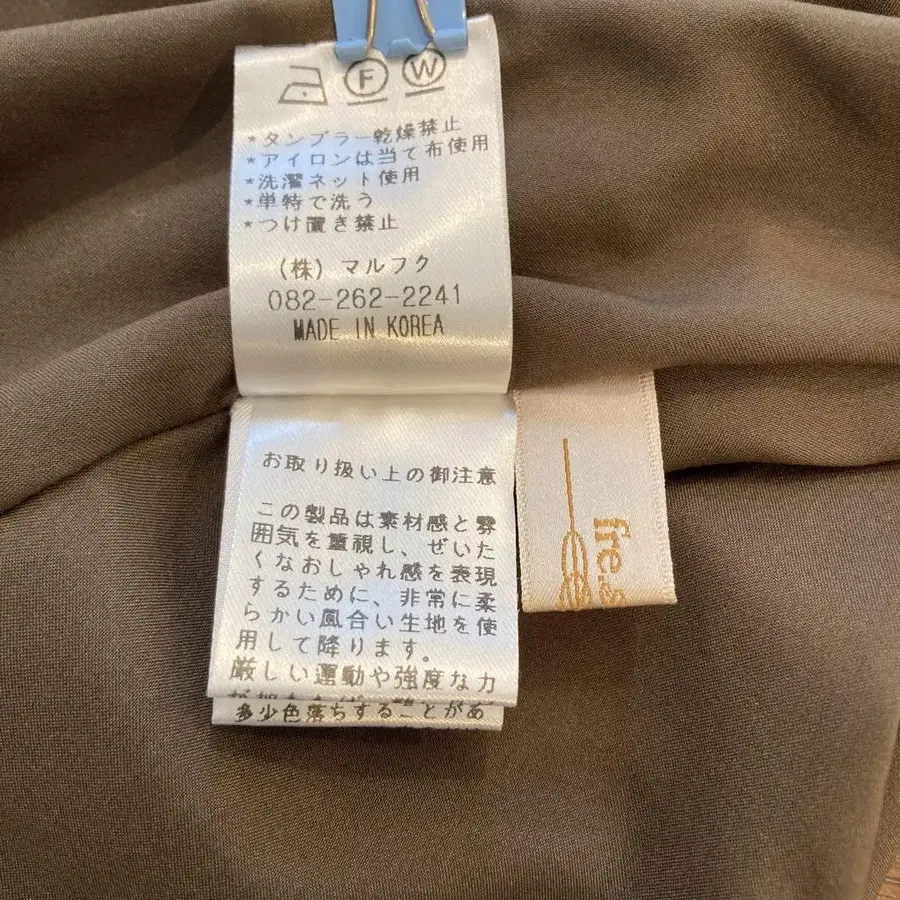 F W
*タンブラー乾燥禁止
*アイロンは当て布使用
*洗濯ネット使用
*単特で洗う
*つけ置き禁止
(株) マルフク
082-262-2241
MADE IN KOREA
お取り扱い上の御注意
この製品は素材感と雰
囲気を重視し、ぜいた
くなおしゃれ感を表現
するために、非常に柔
らかい風合い生地を使
用して降ります。
厳しい運動や強度な力
多少色落ちすることがあ
fre.